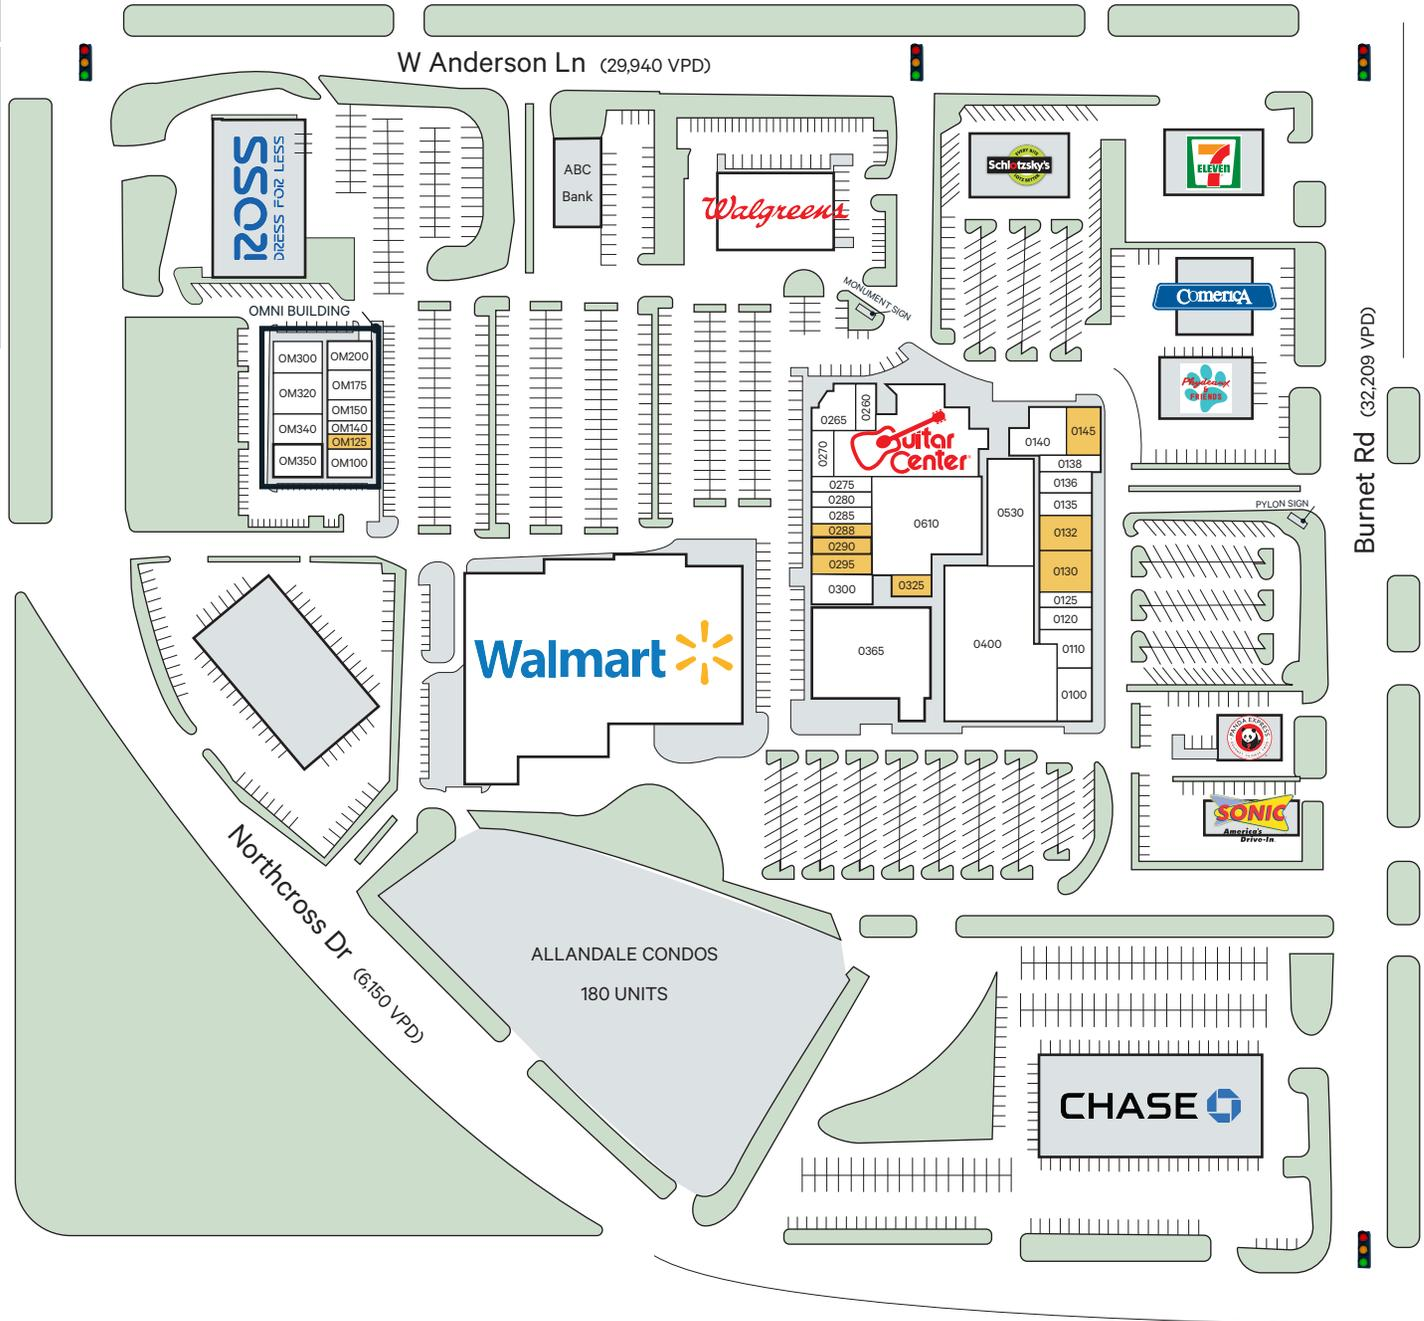 W Anderson Ln (29,940 VPD)
ROSS
DRESS FOR LESS
ABC
Bank
Walgreens
MONUMENT SIGN
Schlotzsky's
7
ELEVEN
ComericA
Phydeaux
&
FRIENDS
Burnet Rd (32,209 VPD)
PYLON SIGN
OMNI BUILDING
OM300
OM320
OM340
OM350
OM200
OM175
OM150
OM140
OM125
OM100
0265
0260
0270
Guitar
Center
0275
0280
0285
0288
0290
0295
0300
0610
0325
0365
0530
0400
0140
0145
0138
0136
0135
0132
0130
0125
0120
0110
0100
Walmart
PANDA EXPRESS
SONIC
America's
Drive-In
Northcross Dr (6,150 VPD)
ALLANDALE CONDOS
180 UNITS
CHASE